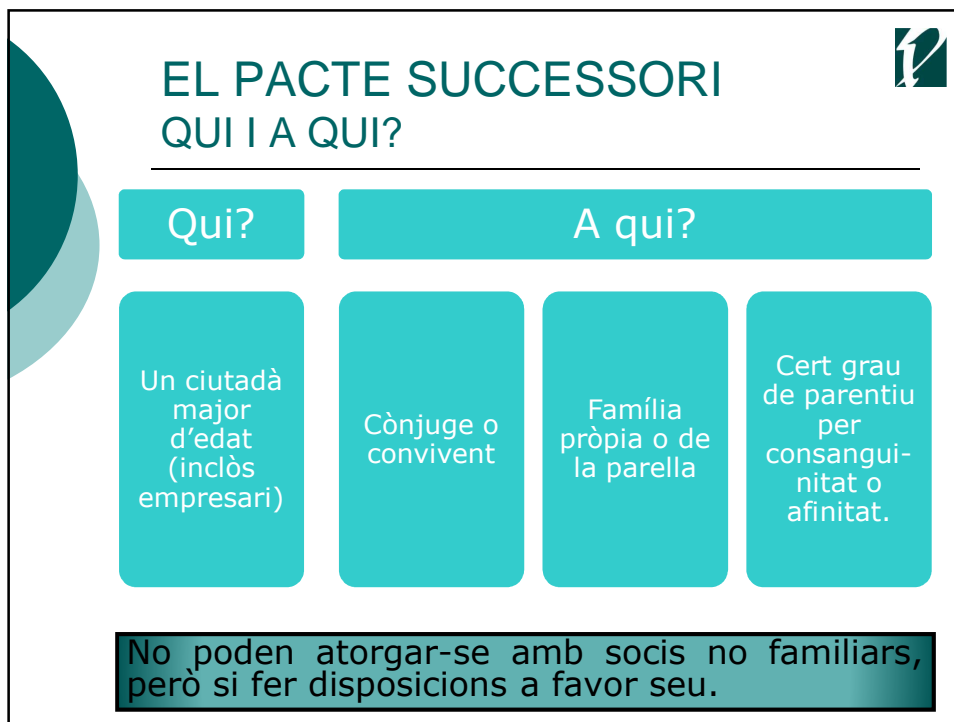 EL PACTE SUCCESSORI
QUI I A QUI?
Qui?
A qui?
Un ciutadà
major
d’edat
(inclòs
empresari)
Cònjuge o
convivent
Família
pròpia o de
la parella
Cert grau
de parentiu
per
consangui-
nitat o
afinitat.
No poden atorgar-se amb socis no familiars,
però si fer disposicions a favor seu.